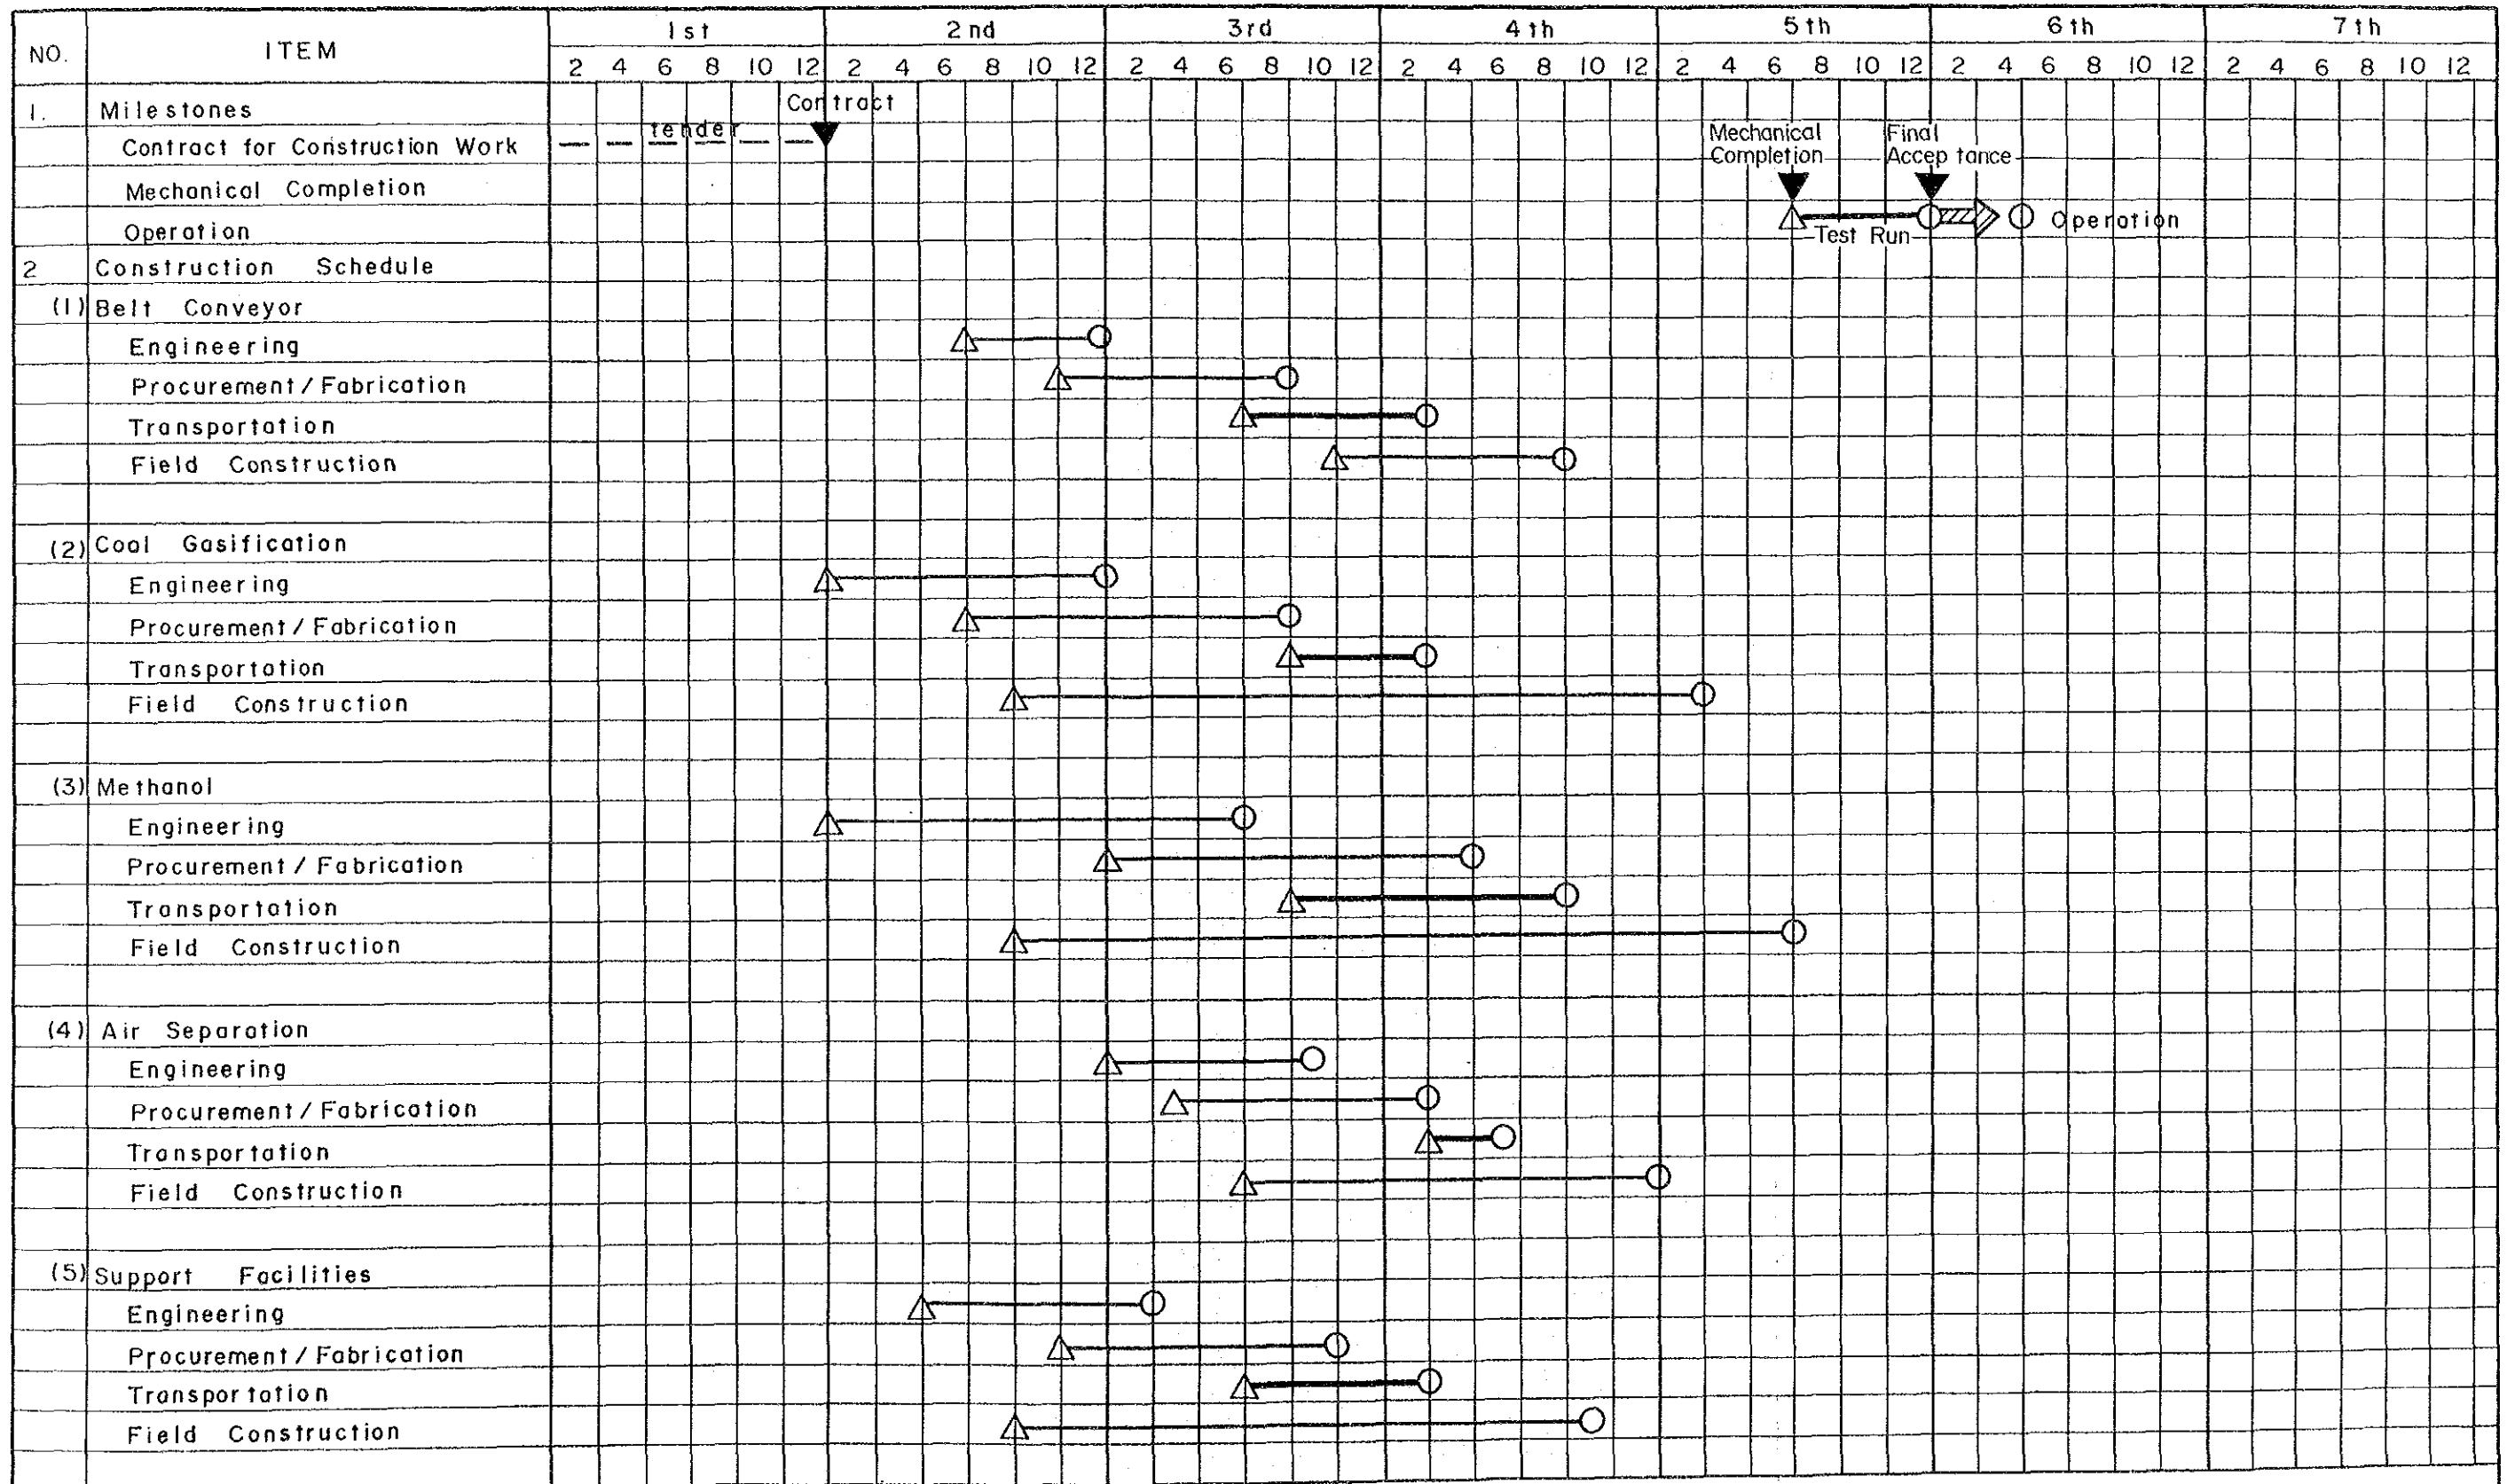 NO. ITEM 1st 2nd 3rd 4th 5th 6th 7th
2 4 6 8 10 12 2 4 6 8 10 12 2 4 6 8 10 12 2 4 6 8 10 12 2 4 6 8 10 12 2 4 6 8 10 12 2 4 6 8 10 12
1. Milestones Contract
Contract for Construction Work tender Mechanical Completion Final Acceptance
Mechanical Completion
Operation Test Run Operation
2 Construction Schedule
(1) Belt Conveyor
Engineering
Procurement / Fabrication
Transportation
Field Construction
(2) Coal Gasification
Engineering
Procurement / Fabrication
Transportation
Field Construction
(3) Methanol
Engineering
Procurement / Fabrication
Transportation
Field Construction
(4) Air Separation
Engineering
Procurement / Fabrication
Transportation
Field Construction
(5) Support Facilities
Engineering
Procurement / Fabrication
Transportation
Field Construction